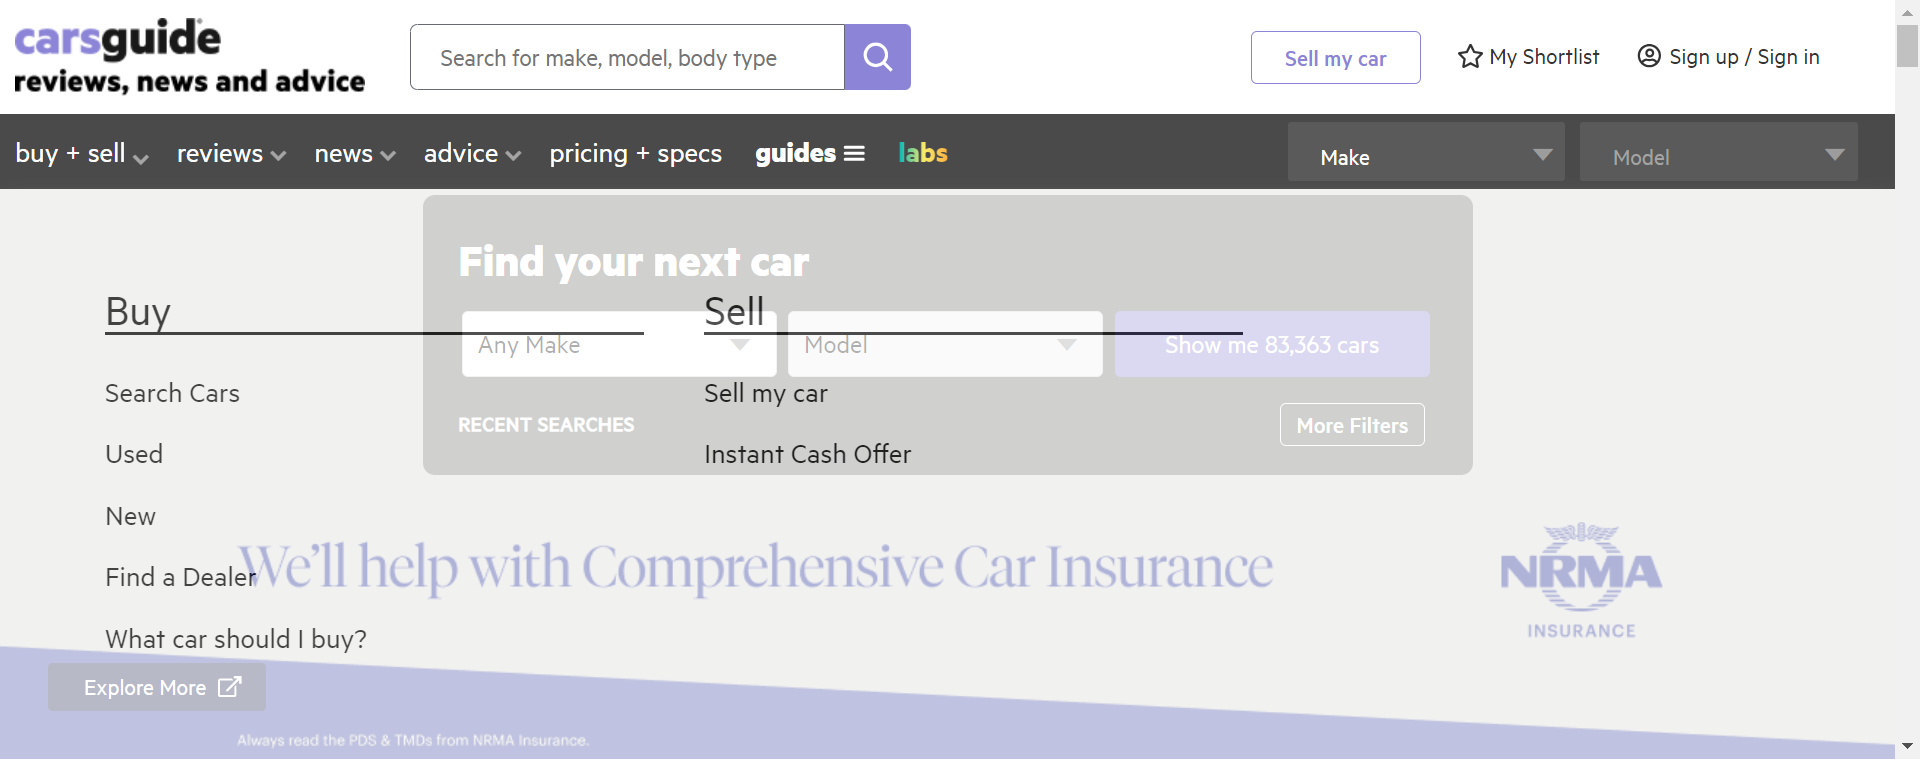 carsguide
reviews, news and advice
Search for make, model, body type
Sell my car
My Shortlist
Sign up / Sign in
buy + sell
reviews
news
advice
pricing + specs
guides
labs
Make
Model
Find your next car
Buy
Sell
Any Make
Model
Show me 83,363 cars
Search Cars
Sell my car
RECENT SEARCHES
More Filters
Used
Instant Cash Offer
New
We'll help with Comprehensive Car Insurance
NRMA
INSURANCE
Find a Dealer
What car should I buy?
Explore More
Always read the PDS & TMDs from NRMA Insurance.